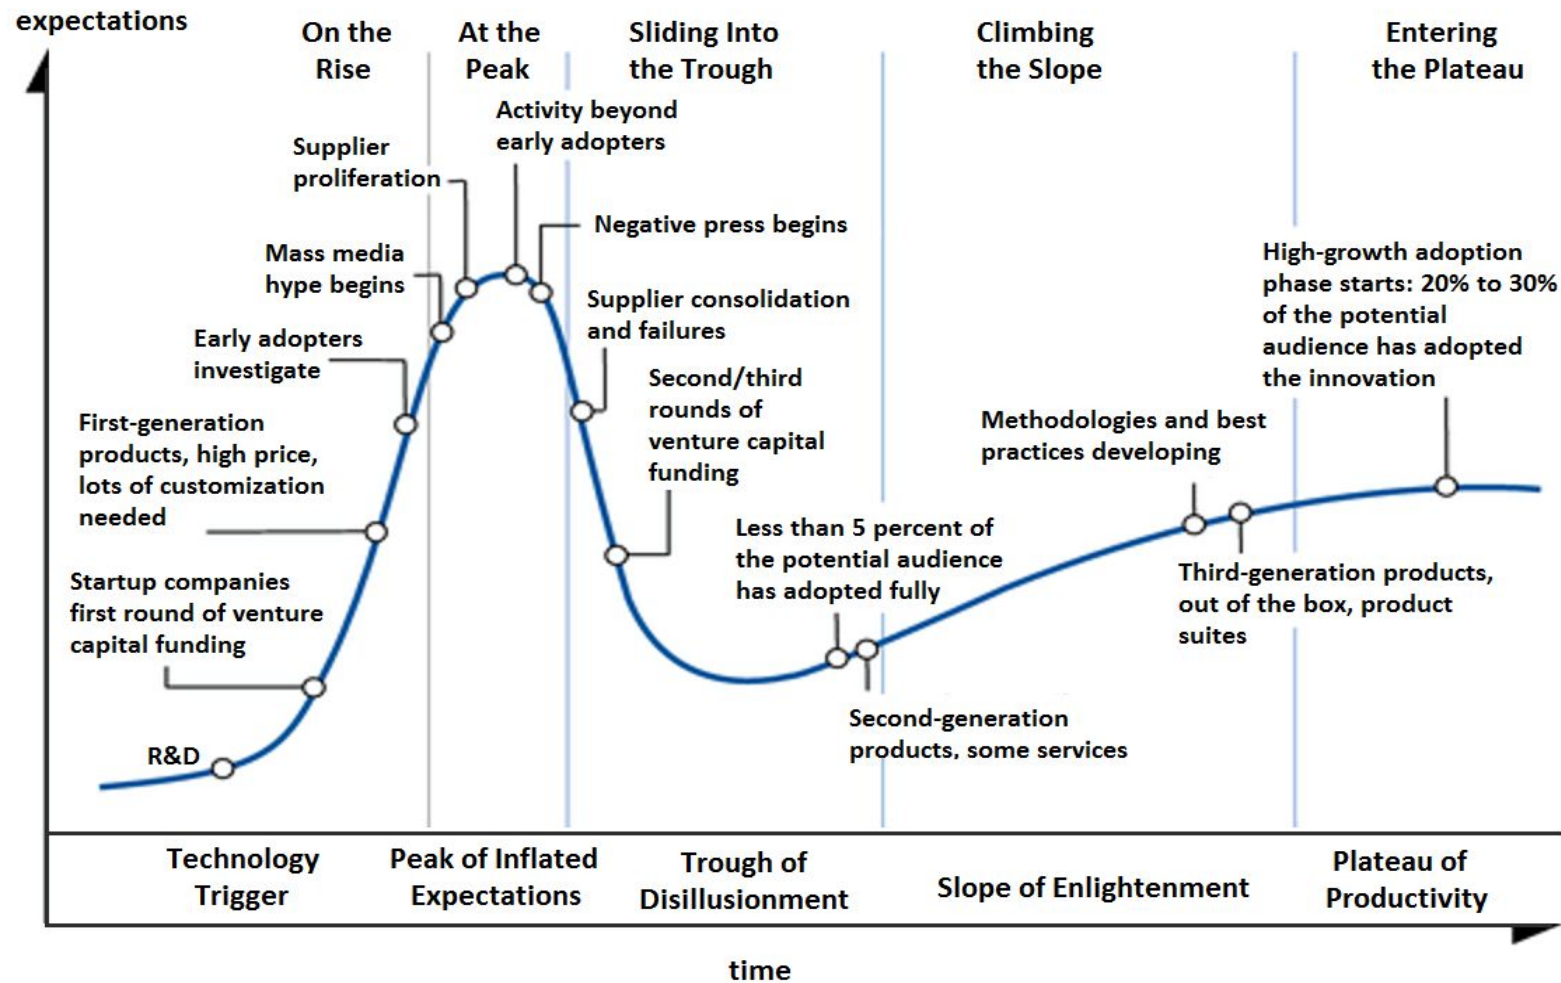 expectations
On the
Rise
At the
Peak
Sliding Into
the Trough
Climbing
the Slope
Entering
the Plateau
Activity beyond
early adopters
Supplier
proliferation
Negative press begins
Mass media
hype begins
High-growth adoption
phase starts: 20% to 30%
of the potential
audience has adopted
the innovation
Supplier consolidation
and failures
Early adopters
investigate
Second/third
rounds of
venture capital
funding
First-generation
products, high price,
lots of customization
needed
Methodologies and best
practices developing
Less than 5 percent of
the potential audience
has adopted fully
Startup companies
first round of venture
capital funding
Third-generation products,
out of the box, product
suites
Second-generation
products, some services
R&D
Technology
Trigger
Peak of Inflated
Expectations
Trough of
Disillusionment
Slope of Enlightenment
Plateau of
Productivity
time